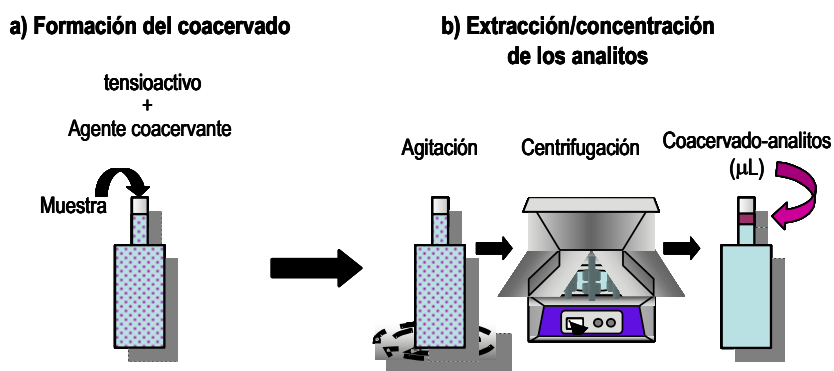 a) Formación del coacervado
tensioactivo
+
Agente coacervante
Muestra
b) Extracción/concentración
de los analitos
Agitación
Centrifugación
Coacervado-analitos
(μL)